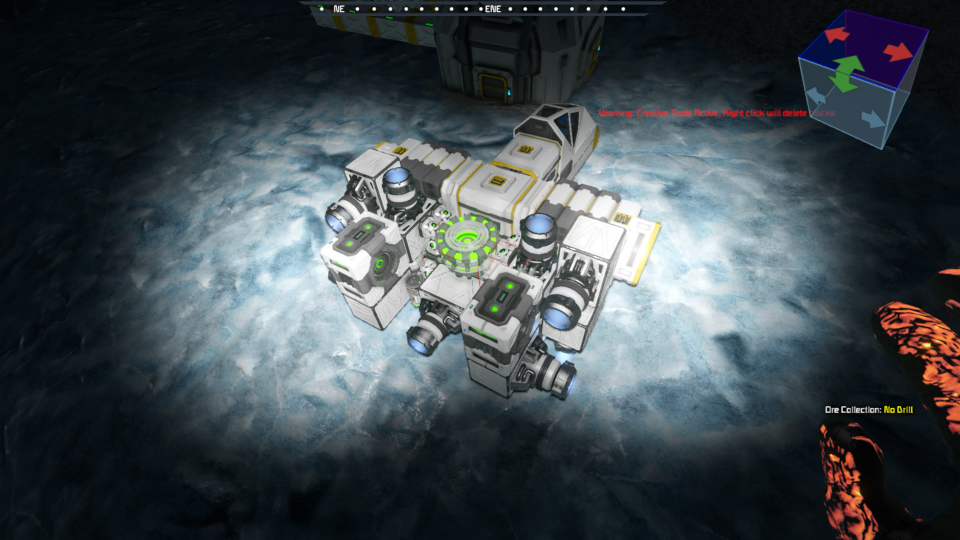 NE
ENE
Warning: Creative Tools Active, Right click will delete blocks
Ore Collection: No Drill